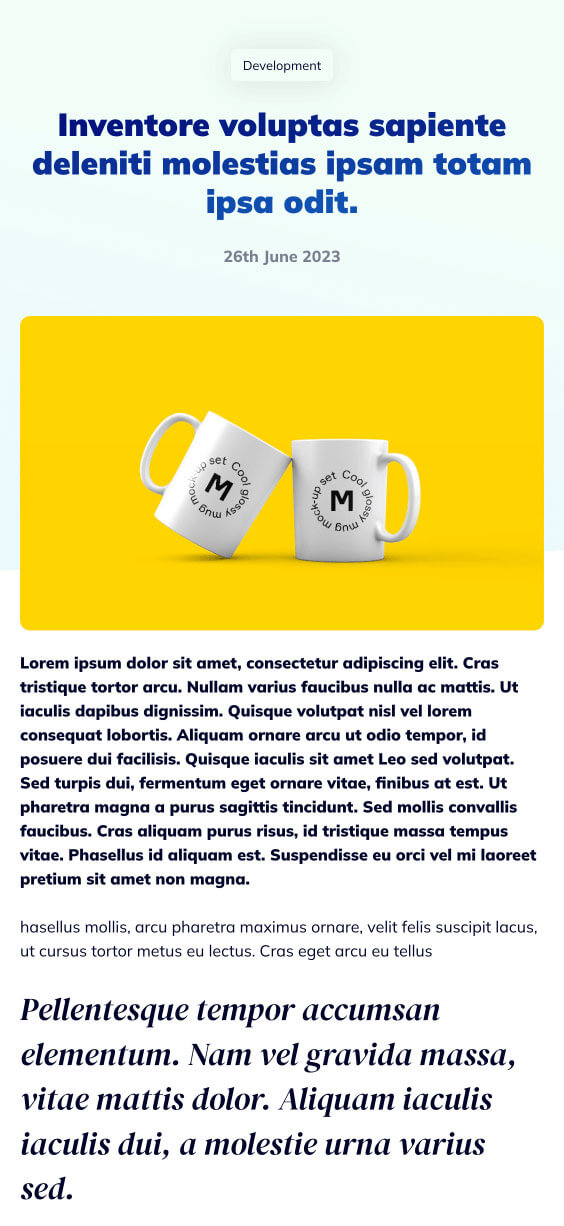 Development
Inventore voluptas sapiente
deleniti molestias ipsam totam
ipsa odit.
26th June 2023
Cool glossy mug mock-up set
M
Cool glossy mug mock-up set
M
Lorem ipsum dolor sit amet, consectetur adipiscing elit. Cras
tristique tortor arcu. Nullam varius faucibus nulla ac mattis. Ut
iaculis dapibus dignissim. Quisque volutpat nisl vel lorem
consequat lobortis. Aliquam ornare arcu ut odio tempor, id
posuere dui facilisis. Quisque iaculis sit amet Leo sed volutpat.
Sed turpis dui, fermentum eget ornare vitae, finibus at est. Ut
pharetra magna a purus sagittis tincidunt. Sed mollis convallis
faucibus. Cras aliquam purus risus, id tristique massa tempus
vitae. Phasellus id aliquam est. Suspendisse eu orci vel mi laoreet
pretium sit amet non magna.
hasellus mollis, arcu pharetra maximus ornare, velit felis suscipit lacus,
ut cursus tortor metus eu lectus. Cras eget arcu eu tellus
Pellentesque tempor accumsan
elementum. Nam vel gravida massa,
vitae mattis dolor. Aliquam iaculis
iaculis dui, a molestie urna varius
sed.